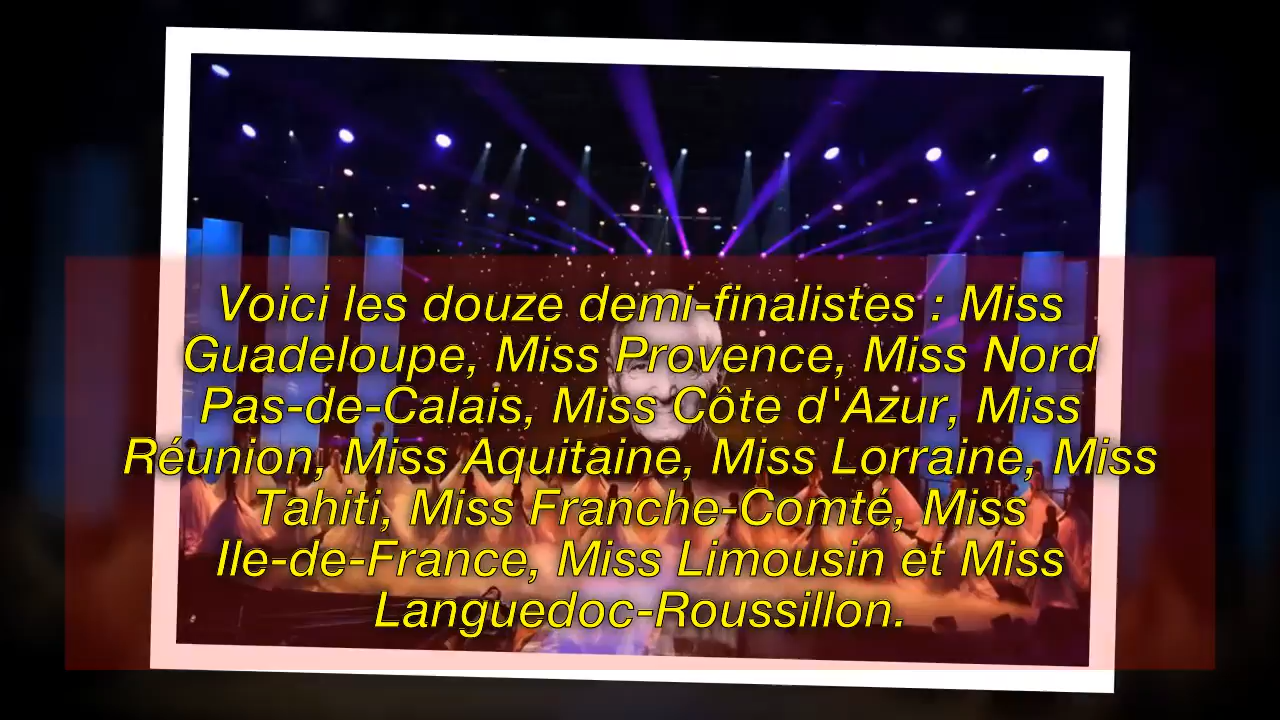 Voici les douze demi-finalistes : Miss
Guadeloupe, Miss Provence, Miss Nord
Pas-de-Calais, Miss Côte d'Azur, Miss
Réunion, Miss Aquitaine, Miss Lorraine, Miss
Tahiti, Miss Franche-Comté, Miss
Ile-de-France, Miss Limousin et Miss
Languedoc-Roussillon.